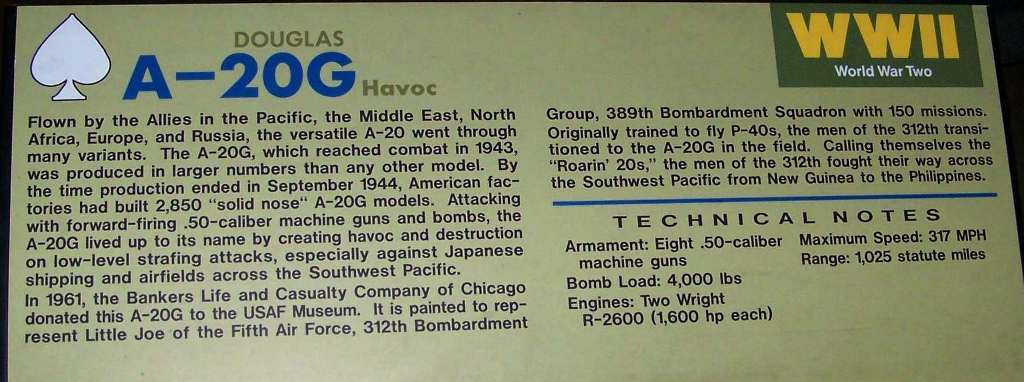 DOUGLAS
A-20G Havoc
WWII
World War Two
Flown by the Allies in the Pacific, the Middle East, North
Africa, Europe, and Russia, the versatile A-20 went through
many variants. The A-20G, which reached combat in 1943,
was produced in larger numbers than any other model. By
the time production ended in September 1944, American fac-
tories had built 2,850 "solid nose" A-20G models. Attacking
with forward-firing .50-caliber machine guns and bombs, the
A-20G lived up to its name by creating havoc and destruction
on low-level strafing attacks, especially against Japanese
shipping and airfields across the Southwest Pacific.
In 1961, the Bankers Life and Casualty Company of Chicago
donated this A-20G to the USAF Museum. It is painted to rep-
resent Little Joe of the Fifth Air Force, 312th Bombardment
Group, 389th Bombardment Squadron with 150 missions.
Originally trained to fly P-40s, the men of the 312th transi-
tioned to the A-20G in the field. Calling themselves the
"Roarin' 20s," the men of the 312th fought their way across
the Southwest Pacific from New Guinea to the Philippines.
TECHNICAL NOTES
Armament: Eight .50-caliber
machine guns
Bomb Load: 4,000 lbs
Engines: Two Wright
R-2600 (1,600 hp each)
Maximum Speed: 317 MPH
Range: 1,025 statute miles